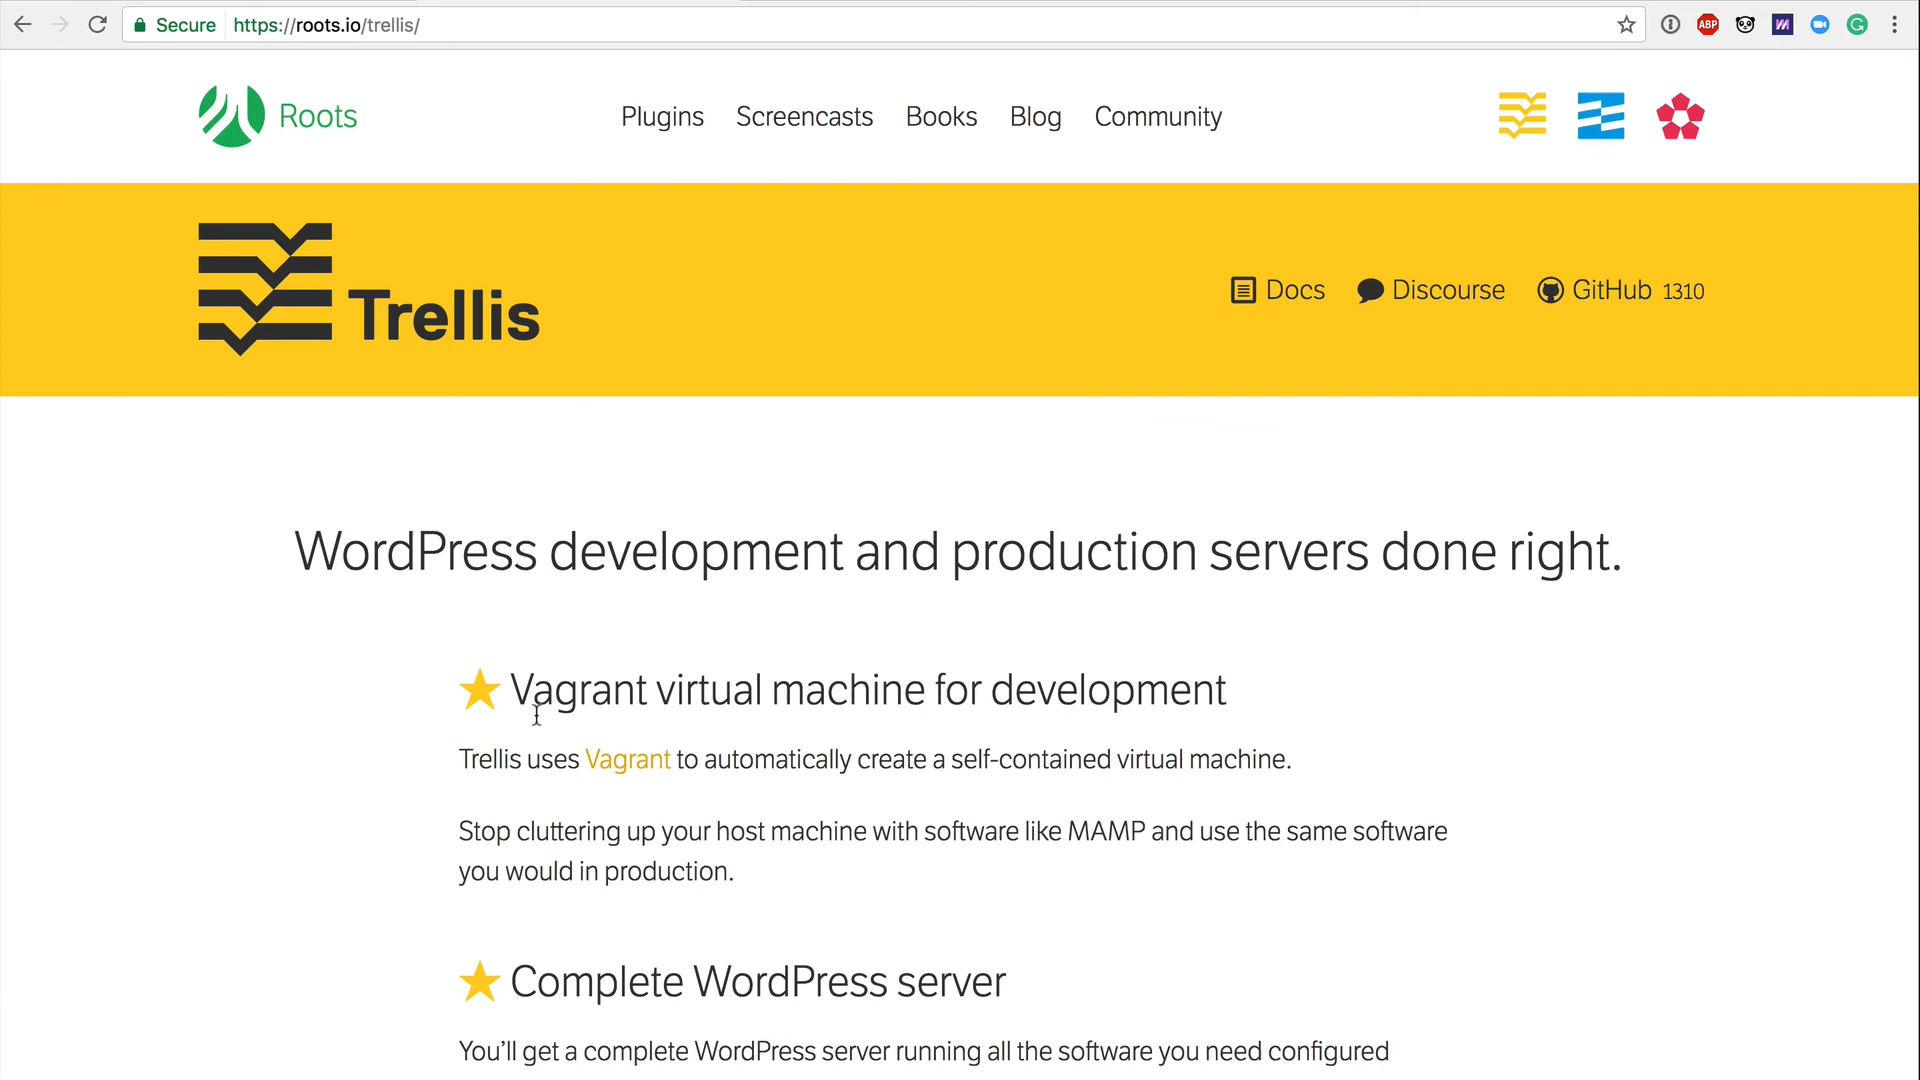 Secure https://roots.io/trellis/
ABP
Roots
Plugins Screencasts Books Blog Community
Trellis
Docs Discourse GitHub 1310
WordPress development and production servers done right.
Vagrant virtual machine for development
Trellis uses Vagrant to automatically create a self-contained virtual machine.
Stop cluttering up your host machine with software like MAMP and use the same software
you would in production.
Complete WordPress server
You’ll get a complete WordPress server running all the software you need configured